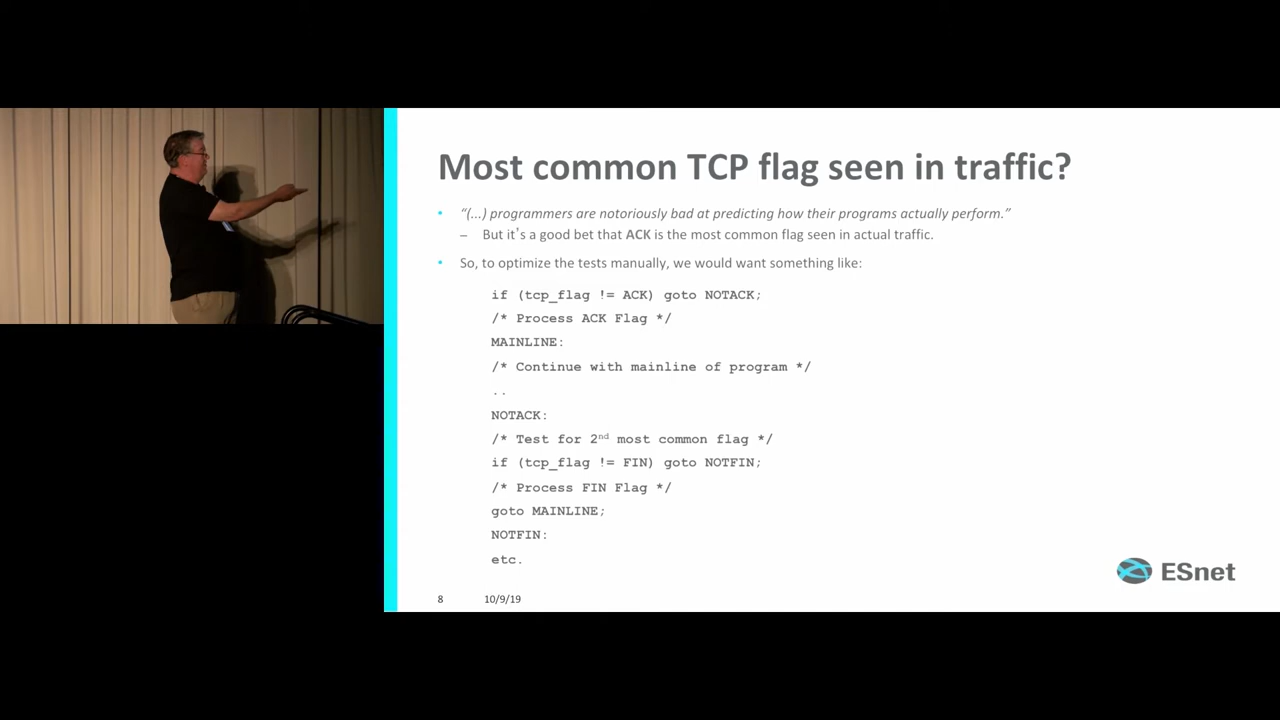 Most common TCP flag seen in traffic?
• “(...) programmers are notoriously bad at predicting how their programs actually perform.”
– But it’s a good bet that ACK is the most common flag seen in actual traffic.
• So, to optimize the tests manually, we would want something like:
if (tcp_flag != ACK) goto NOTACK;
/* Process ACK Flag */
MAINLINE:
/* Continue with mainline of program */
..
NOTACK:
/* Test for 2nd most common flag */
if (tcp_flag != FIN) goto NOTFIN;
/* Process FIN Flag */
goto MAINLINE;
NOTFIN:
etc.
ESnet
8 10/9/19